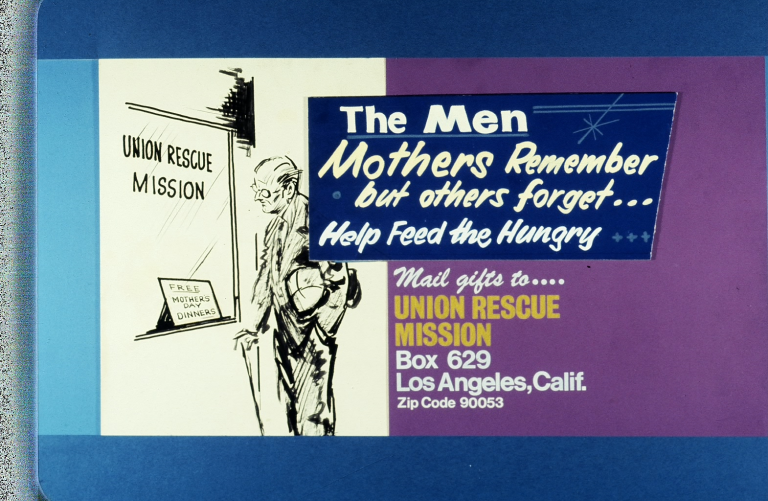 UNION RESCUE
MISSION
FREE
MOTHERS'
DAY
DINNERS
The Men
Mothers Remember
but others forget...
Help Feed the Hungry
Mail gifts to....
UNION RESCUE
MISSION
Box 629
Los Angeles, Calif.
Zip Code 90053